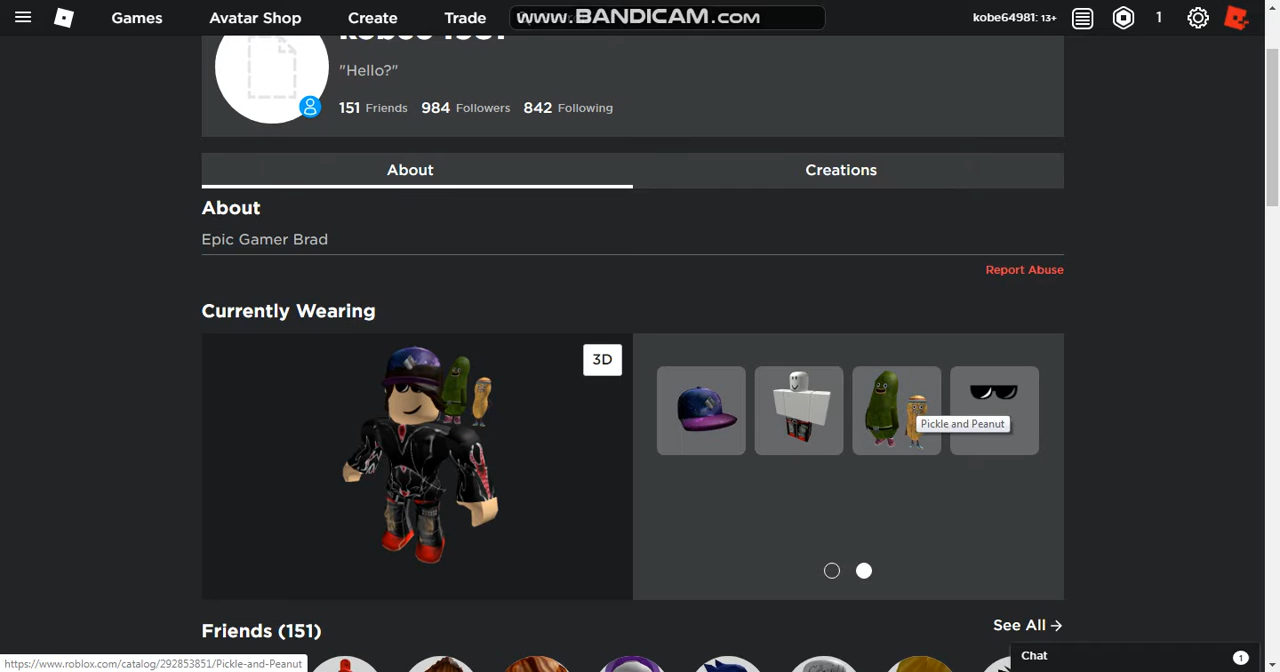 Games Avatar Shop Create Trade www.BANDICAM.com kobe64981: 13+ 1
kobe64981
"Hello?"
151 Friends 984 Followers 842 Following
About Creations
About
Epic Gamer Brad
Report Abuse
Currently Wearing
3D
Pickle and Peanut
Friends (151) See All →
Chat 1
https://www.roblox.com/catalog/292853851/Pickle-and-Peanut